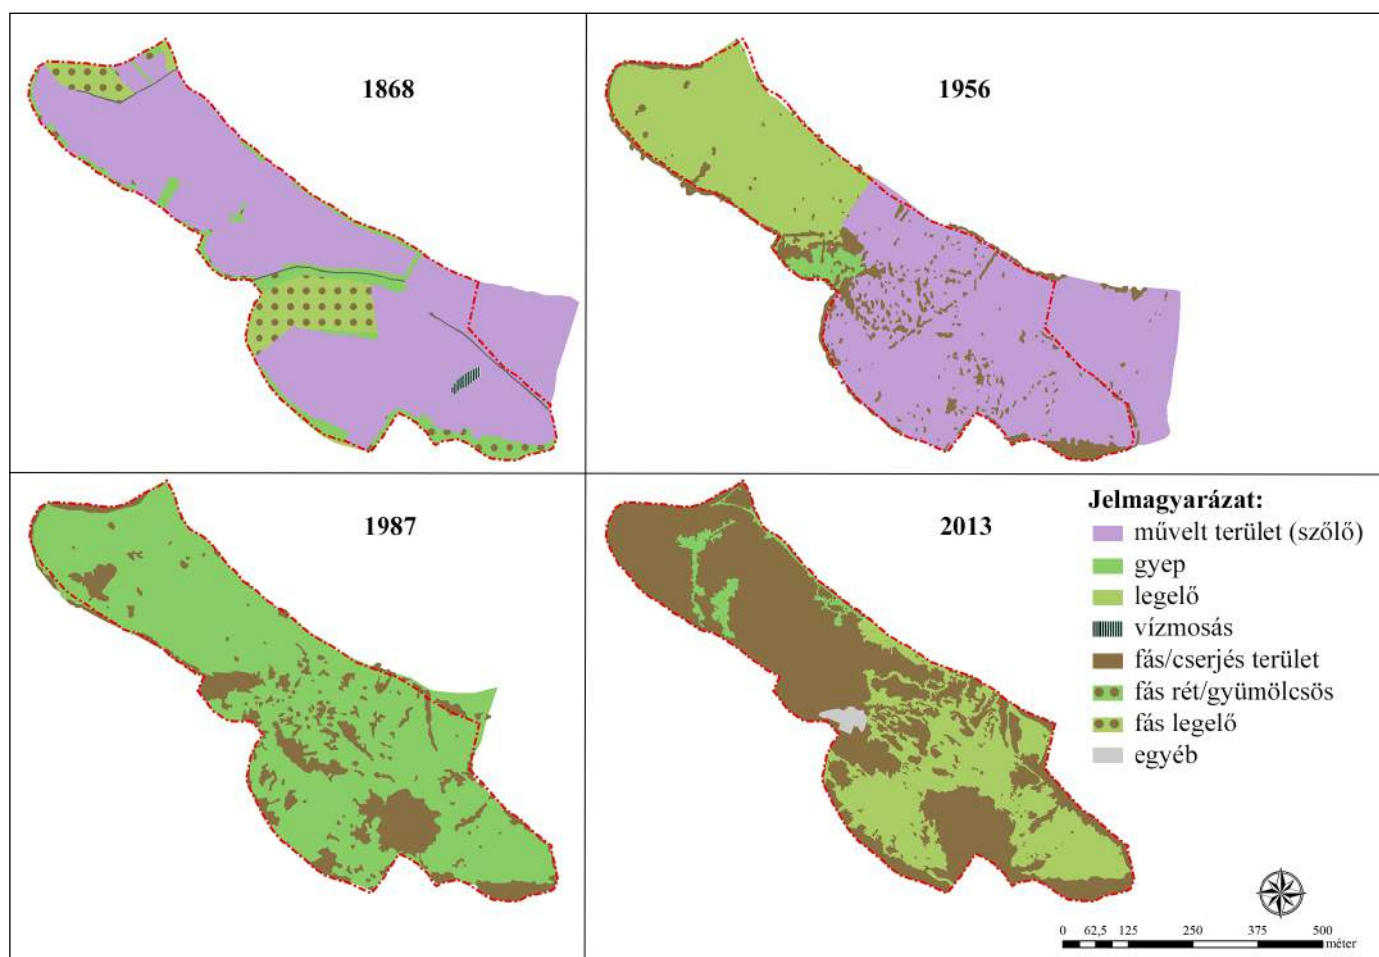 1868
1956
1987
2013
Jelmagyarázat:
művelt terület (szőlő)
gyep
legelő
vízmosás
fás/cserjés terület
fás rét/gyümölcsös
fás legelő
egyéb
0 62,5 125 250 375 500
méter